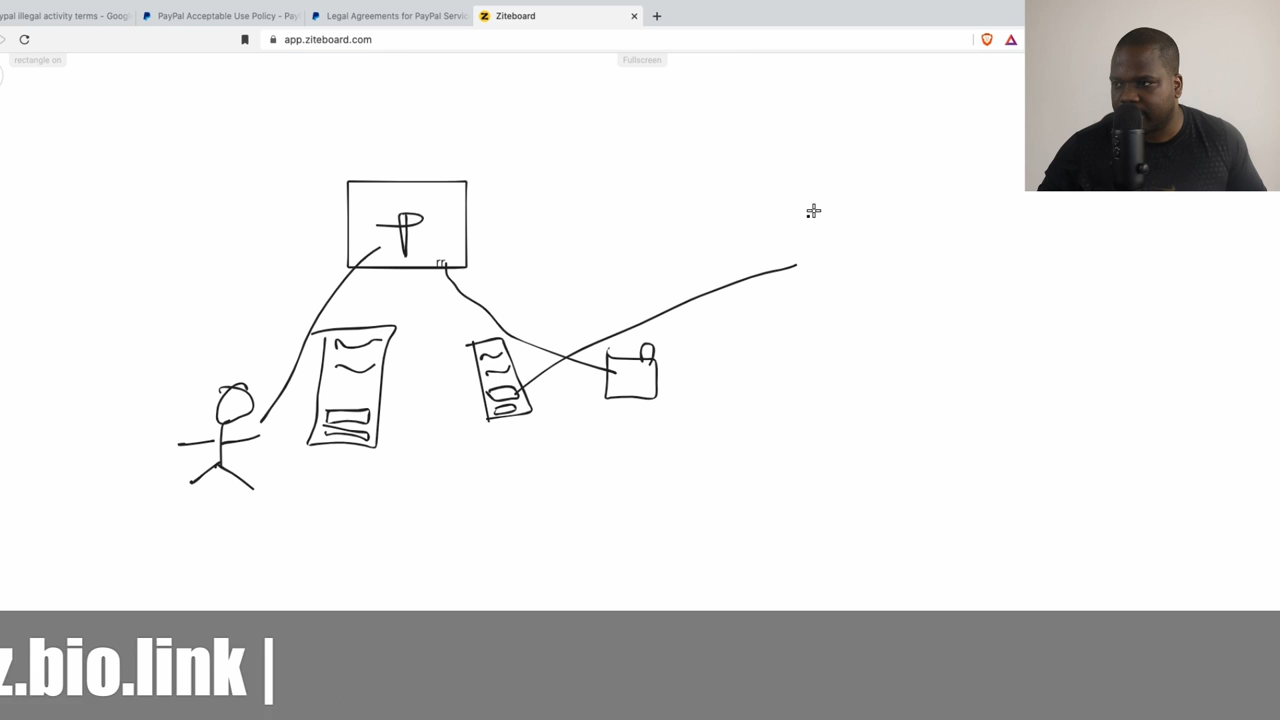 ypal illegal activity terms - Goog
PayPal Acceptable Use Policy - Pay
Legal Agreements for PayPal Servic
Ziteboard
app.ziteboard.com
rectangle on
Fullscreen
P
rr
z.bio.link |